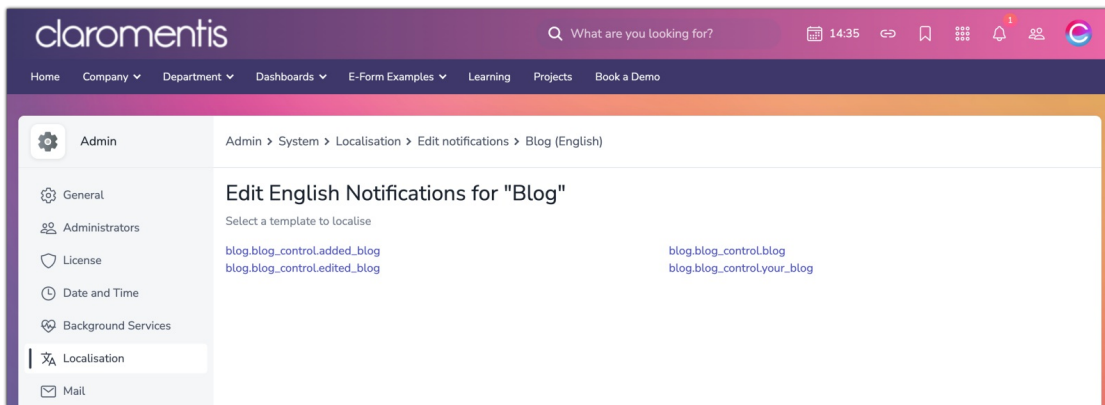 claromentis
What are you looking for?
14:35
1
Home Company Department Dashboards E-Form Examples Learning Projects Book a Demo
Admin
Admin > System > Localisation > Edit notifications > Blog (English)
General
Administrators
License
Date and Time
Background Services
Localisation
Mail
Edit English Notifications for "Blog"
Select a template to localise
blog.blog_control.added_blog
blog.blog_control.edited_blog
blog.blog_control.blog
blog.blog_control.your_blog